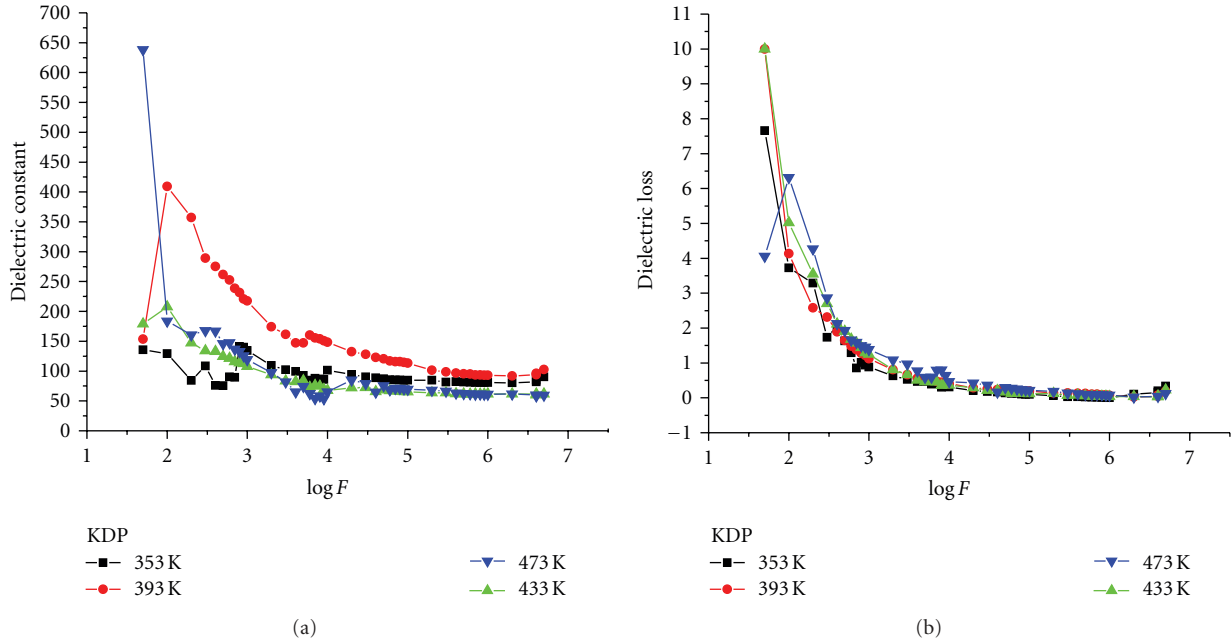 700
650
600
550
500
450
400
350
300
250
200
150
100
50
0
Dielectric constant
1 2 3 4 5 6 7
log F
KDP
353 K
393 K
473 K
433 K
(a)
11
10
9
8
7
6
5
4
3
2
1
0
−1
Dielectric loss
1 2 3 4 5 6 7
log F
KDP
353 K
393 K
473 K
433 K
(b)